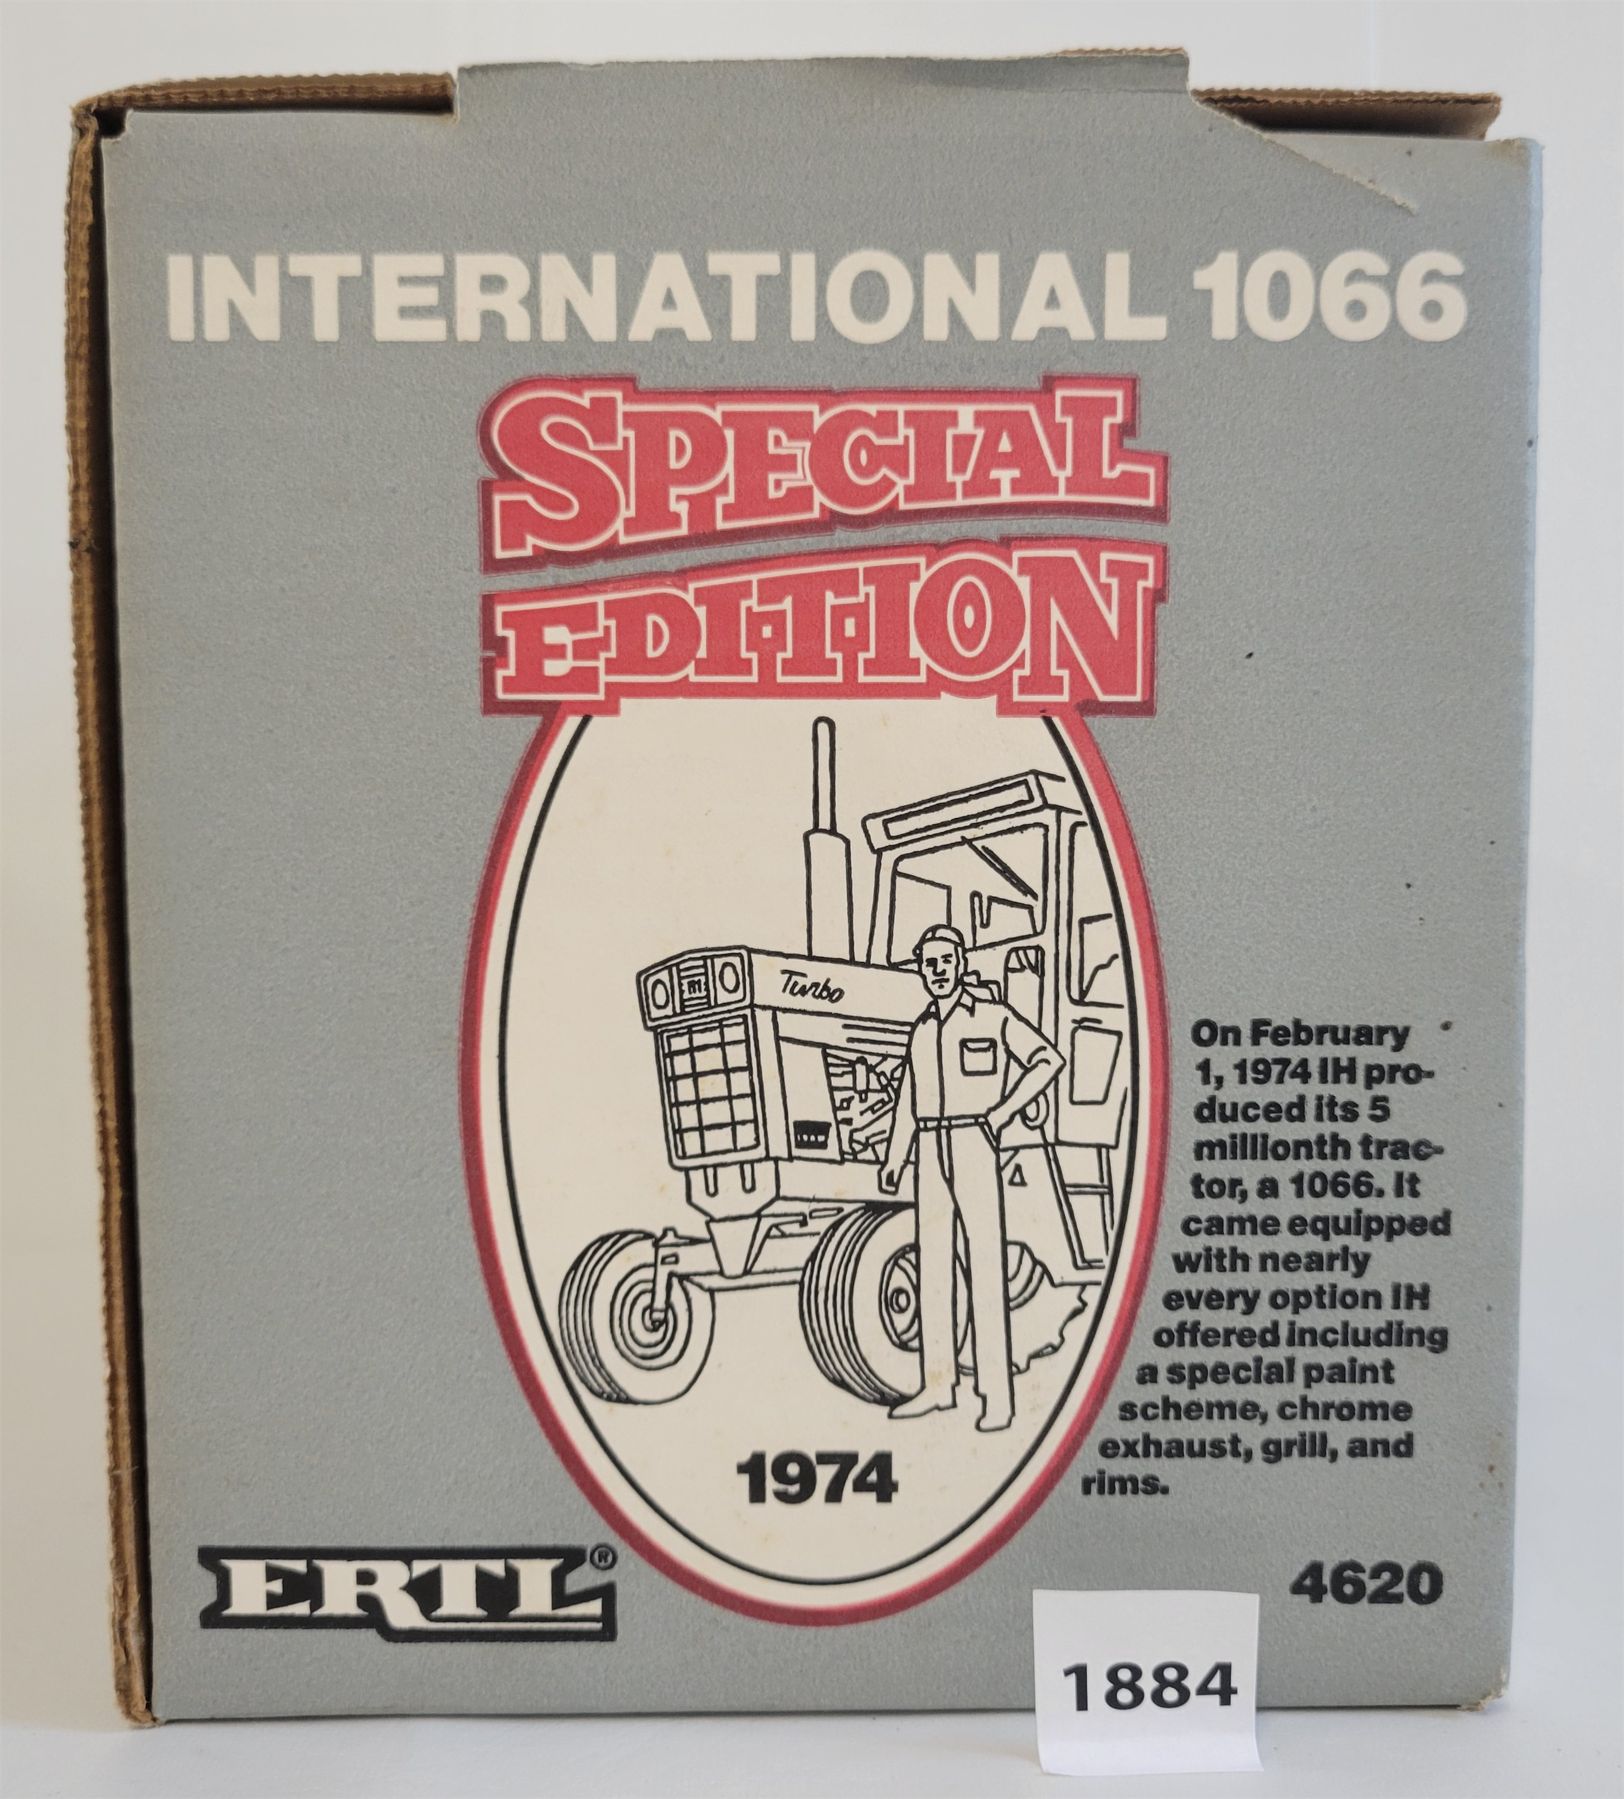 INTERNATIONAL 1066
SPECIAL
EDITION
Turbo
On February
1, 1974 IH pro-
duced its 5
millionth trac-
tor, a 1066. It
came equipped
with nearly
every option IH
offered including
a special paint
scheme, chrome
exhaust, grill, and
rims.
1974
ERTL®
4620
1884